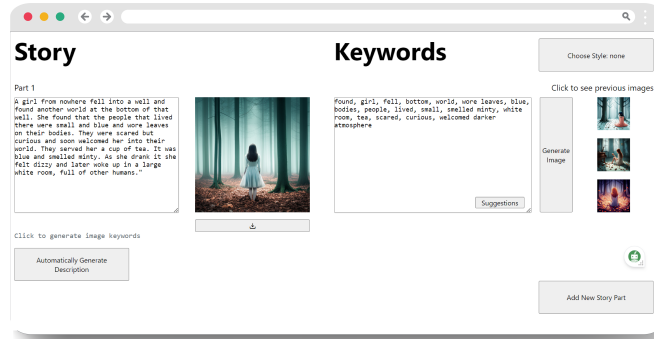 Story
Keywords
Choose Style: none
Part 1
Click to see previous images
A girl from nowhere fell into a well and
found another world at the bottom of that
well. She found that the people that lived
there were small and blue and wore leaves
on their bodies. They were scared but
curious and soon welcomed her into their
world. They served her a cup of tea. It was
blue and smelled minty. As she drank it she
felt dizzy and later woke up in a large
white room, full of other humans."
found, girl, fell, bottom, world, wore leaves, blue,
bodies, people, lived, small, smelled minty, white
room, tea, scared, curious, welcomed darker
atmosphere
Generate
Image
Suggestions
Click to generate image keywords
Automatically Generate
Description
Add New Story Part